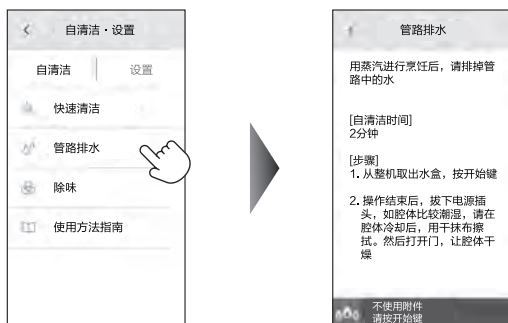 自清洁・设置
自清洁
设置
快速清洁
管路排水
除味
使用方法指南
管路排水
用蒸汽进行烹饪后，请排掉管
路中的水
[自清洁时间]
2分钟
[步骤]
1. 从整机取出水盒，按开始键
2. 操作结束后，拔下电源插
头，如腔体比较潮湿，请在
腔体冷却后，用干抹布擦
拭。然后打开门，让腔体干
燥
不使用附件
请按开始键